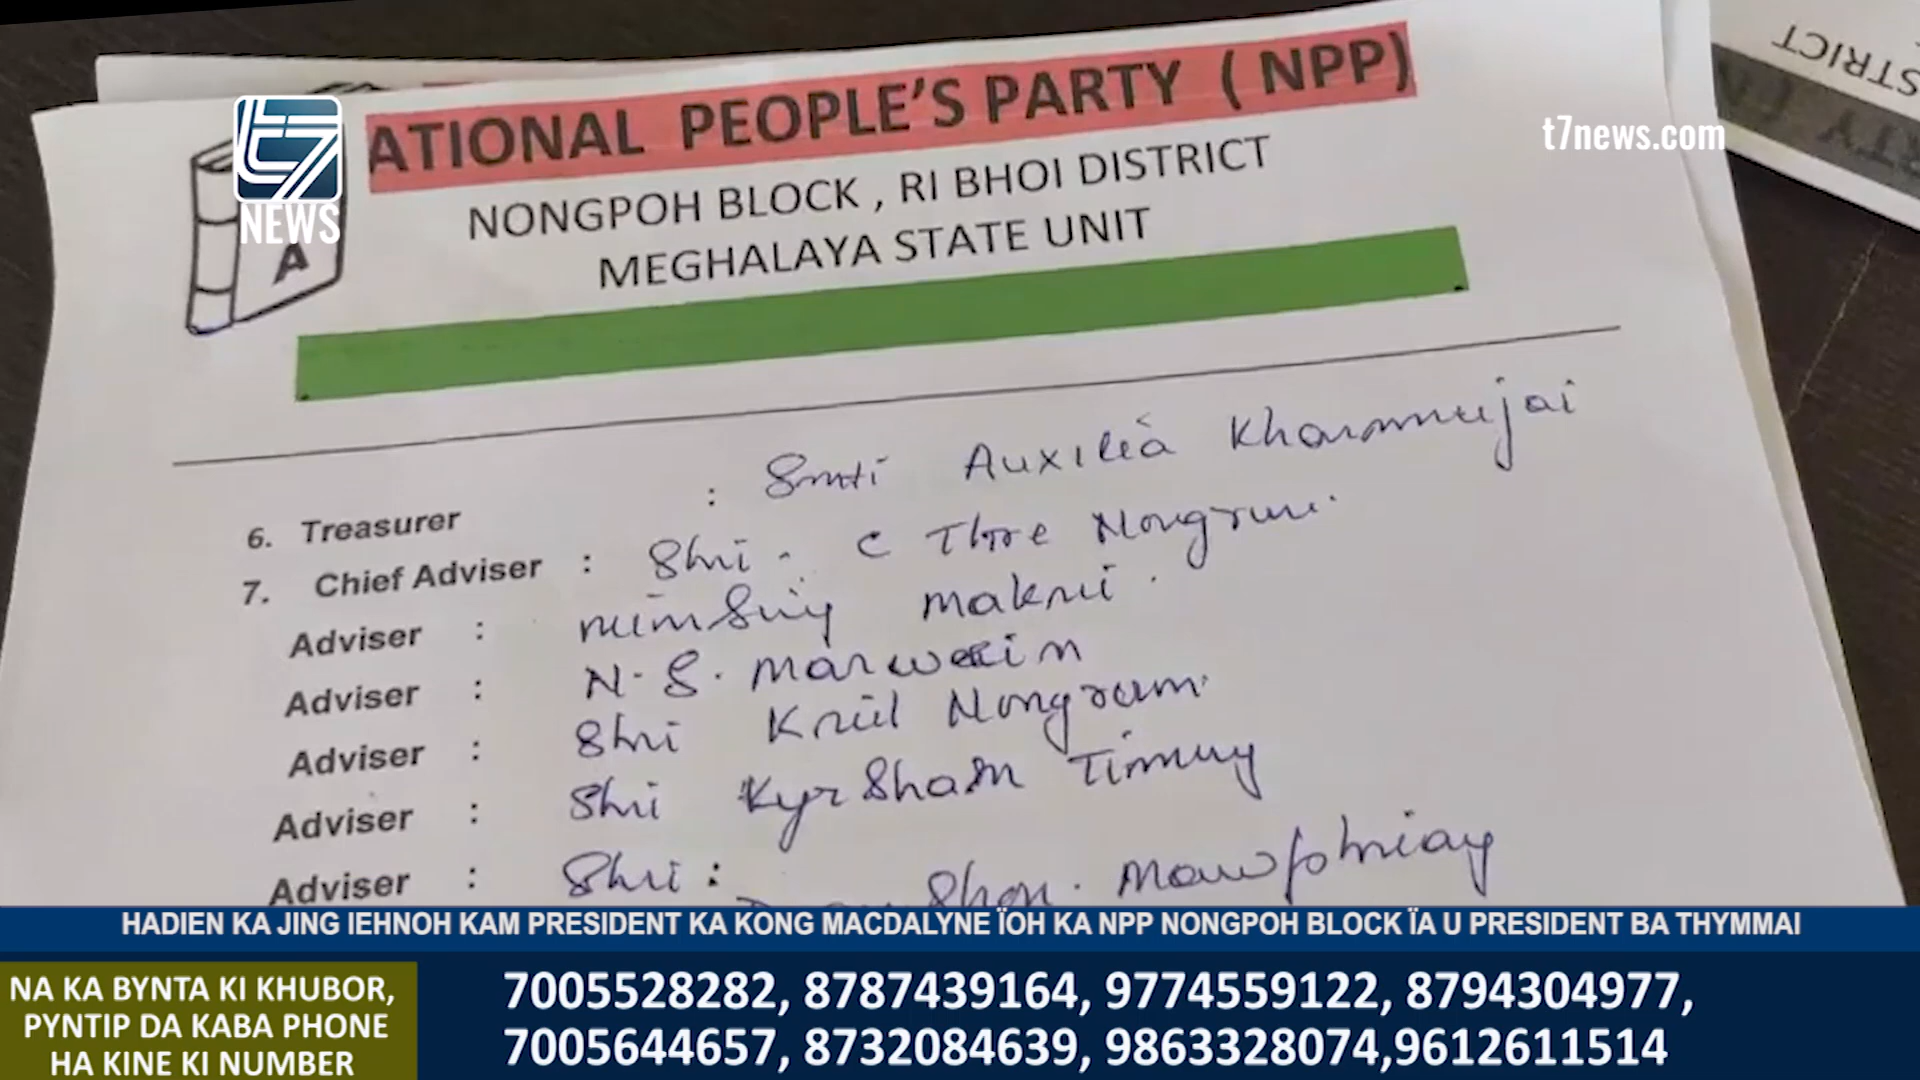 ATIONAL PEOPLE'S PARTY ( NPP)
NONGPOH BLOCK , RI BHOI DISTRICT
MEGHALAYA STATE UNIT
A
T7
NEWS
t7news.com
STRICT
6. Treasurer : Smti Auxilia Kharmujai
7. Chief Adviser : Shri. C Thre Nongrum.
Adviser : Makri.
Adviser : N. S. Marwein
Adviser : Shri Kriil Nongrum.
Adviser : Shri Kyrsham Timung
Adviser : Shri : Shon. Mawphniang
HADIEN KA JING IEHNOH KAM PRESIDENT KA KONG MACDALYNE ÏOH KA NPP NONGPOH BLOCK ÏA U PRESIDENT BA THYMMAI
NA KA BYNTA KI KHUBOR,
PYNTIP DA KABA PHONE
HA KINE KI NUMBER
7005528282, 8787439164, 9774559122, 8794304977,
7005644657, 8732084639, 9863328074,9612611514